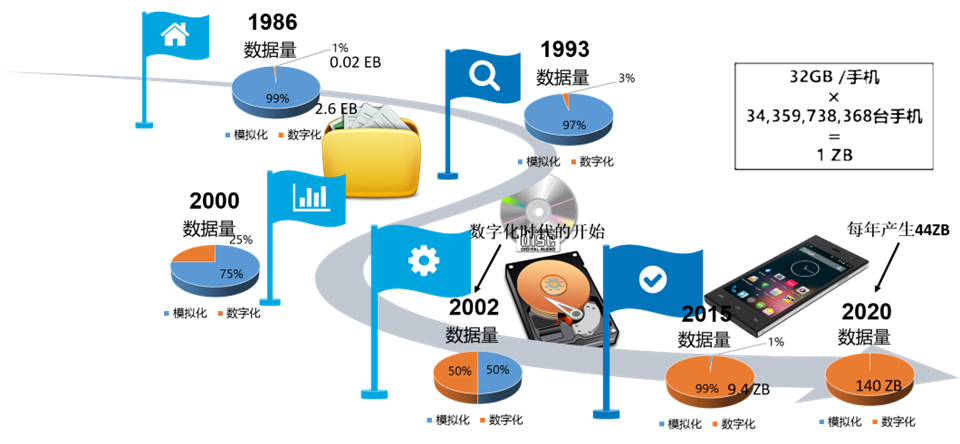 1986
数据量
1%
0.02 EB
99%
2.6 EB
模拟化 数字化
1993
数据量
3%
97%
模拟化 数字化
32GB /手机
×
34,359,738,368台手机
=
1 ZB
2000
数据量
25%
75%
模拟化 数字化
数字化时代的开始
DISC
DIGITAL AUDIO
2002
数据量
50% 50%
模拟化 数字化
2015
数据量
1%
99% 9.4 ZB
模拟化 数字化
每年产生44ZB
2020
数据量
140 ZB
模拟化 数字化